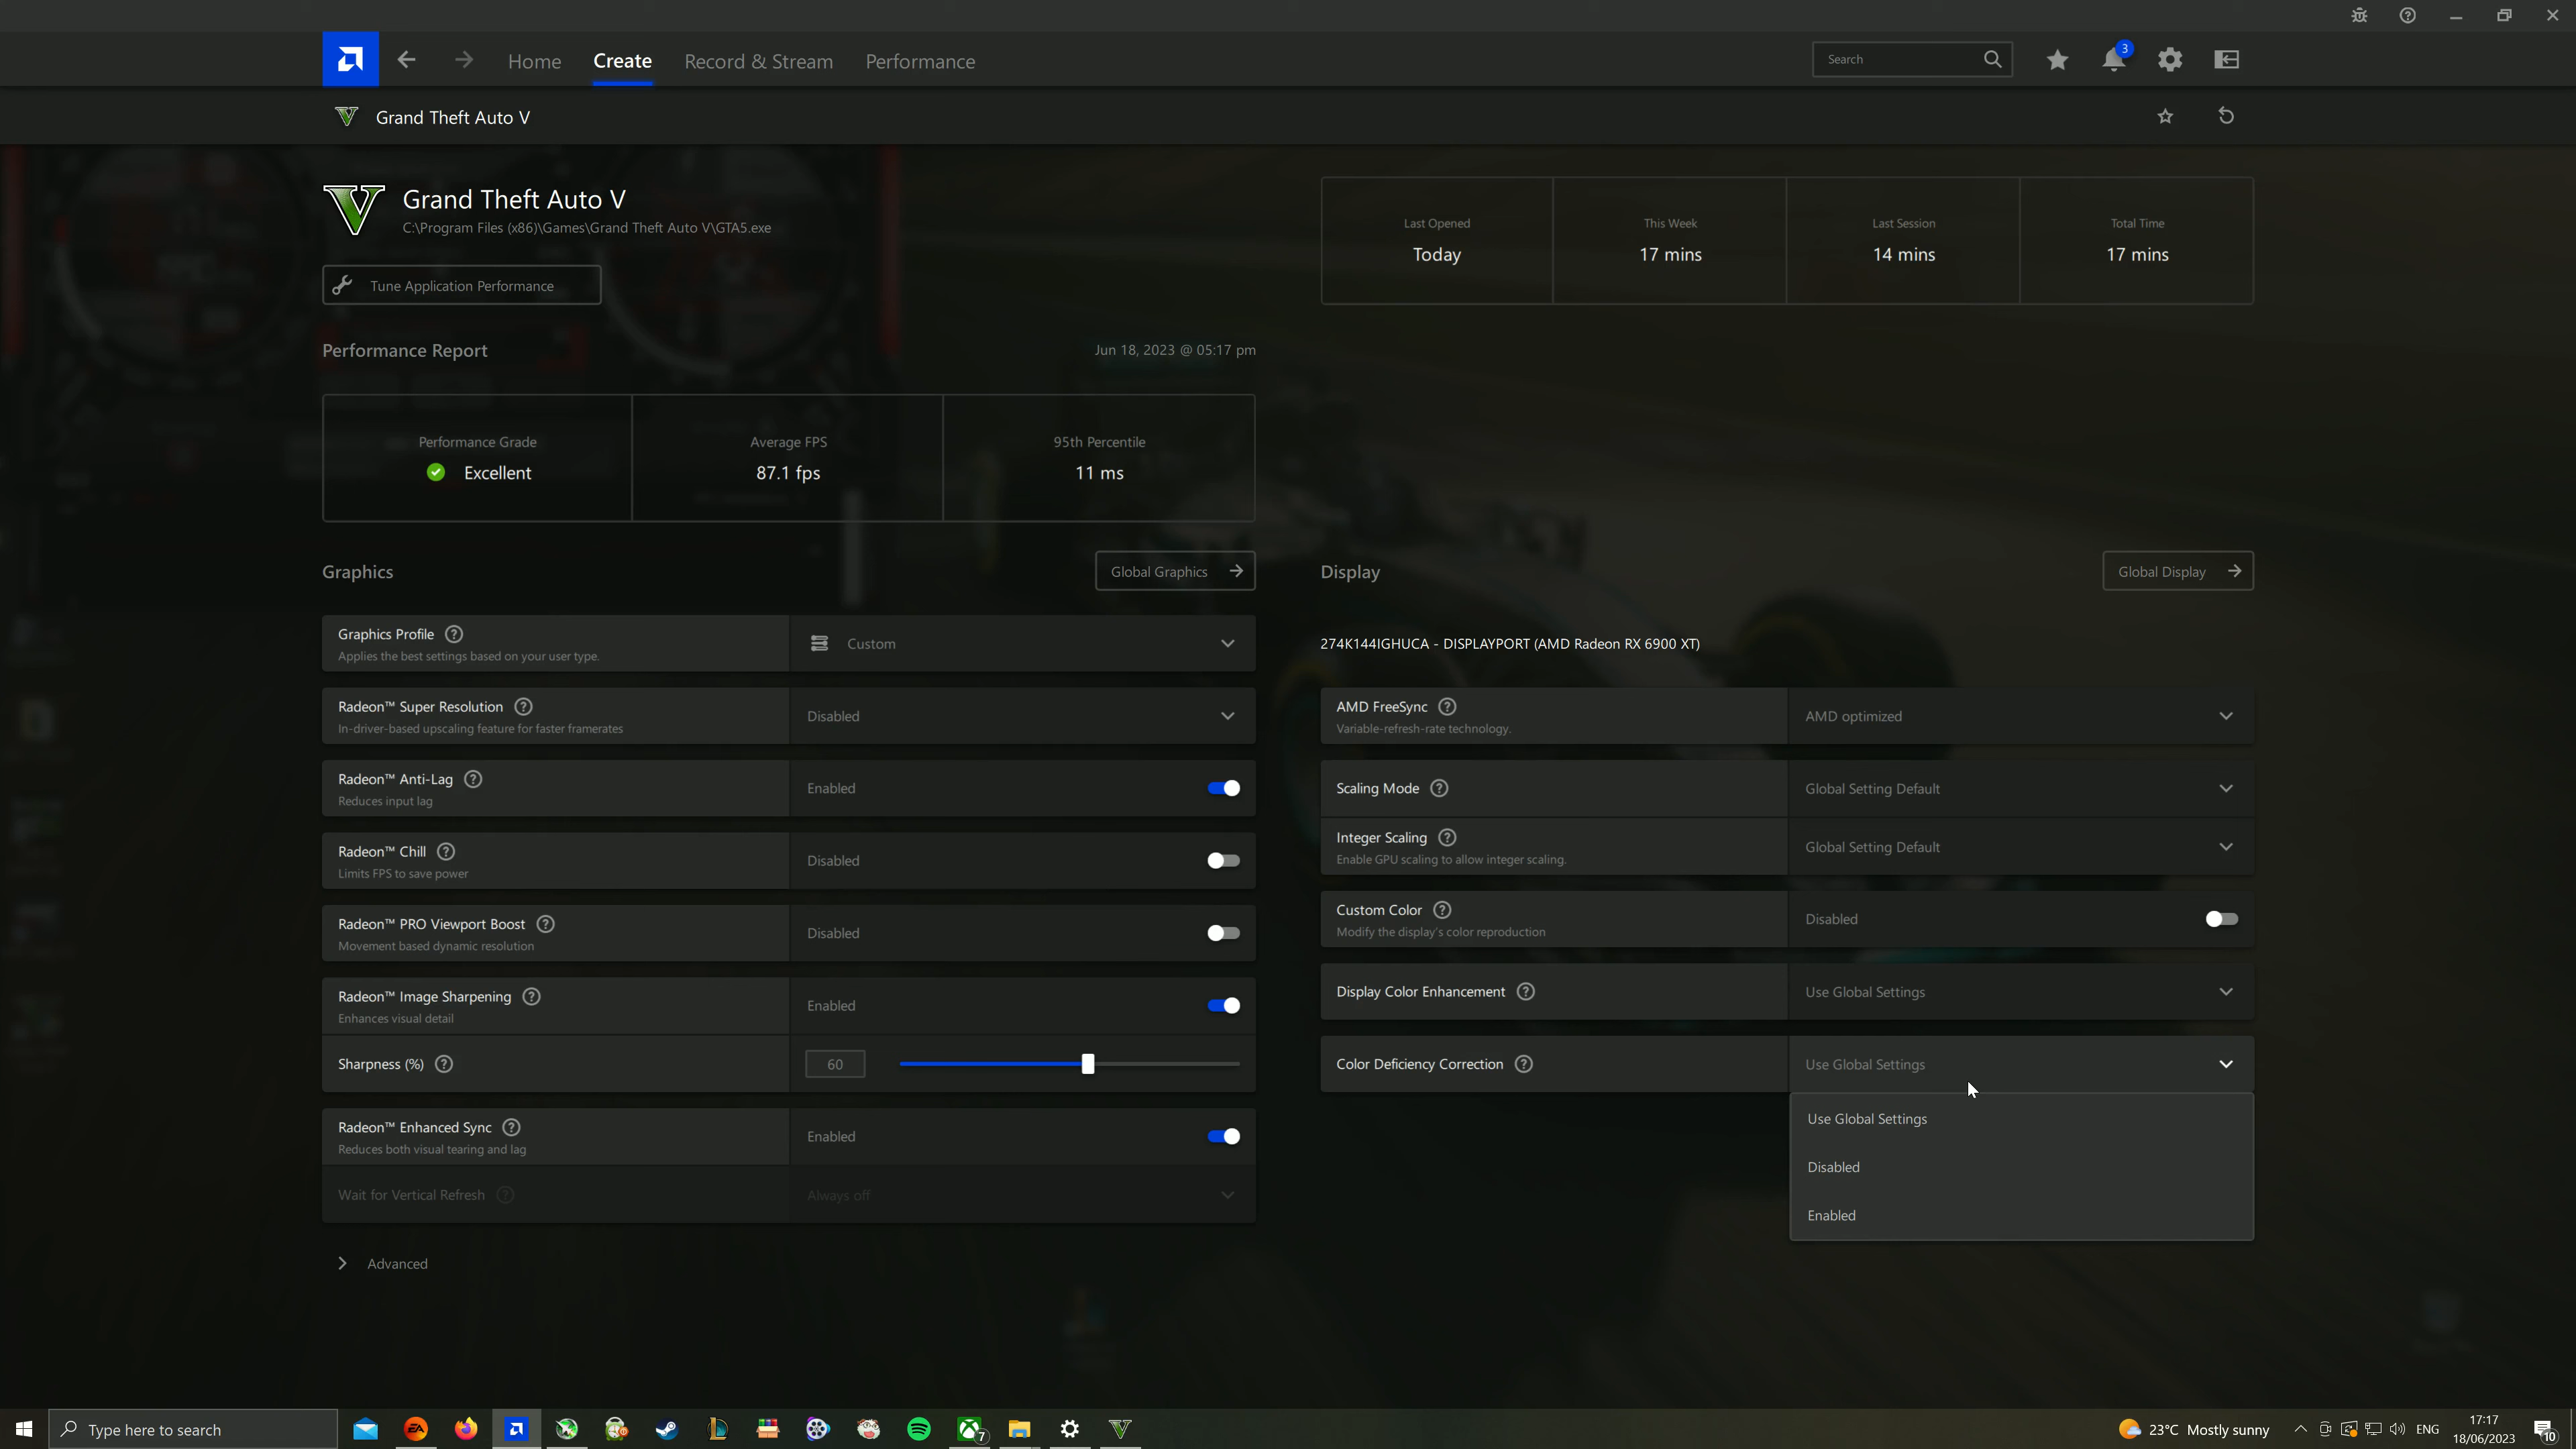 Home
Create
Record & Stream
Performance
Search
3
Grand Theft Auto V
Grand Theft Auto V
C:\Program Files (x86)\Games\Grand Theft Auto V\GTA5.exe
Tune Application Performance
Last Opened
Today
This Week
17 mins
Last Session
14 mins
Total Time
17 mins
Performance Report
Jun 18, 2023 @ 05:17 pm
Performance Grade
Excellent
Average FPS
87.1 fps
95th Percentile
11 ms
Graphics
Global Graphics
Graphics Profile
Applies the best settings based on your user type.
Custom
Radeon™ Super Resolution
In-driver-based upscaling feature for faster framerates
Disabled
Radeon™ Anti-Lag
Reduces input lag
Enabled
Radeon™ Chill
Limits FPS to save power
Disabled
Radeon™ PRO Viewport Boost
Movement based dynamic resolution
Disabled
Radeon™ Image Sharpening
Enhances visual detail
Enabled
Sharpness (%)
60
Radeon™ Enhanced Sync
Reduces both visual tearing and lag
Enabled
Wait for Vertical Refresh
Always off
Advanced
Display
Global Display
274K144IGHUCA - DISPLAYPORT (AMD Radeon RX 6900 XT)
AMD FreeSync
Variable-refresh-rate technology.
AMD optimized
Scaling Mode
Global Setting Default
Integer Scaling
Enable GPU scaling to allow integer scaling.
Global Setting Default
Custom Color
Modify the display's color reproduction
Disabled
Display Color Enhancement
Use Global Settings
Color Deficiency Correction
Use Global Settings
Use Global Settings
Disabled
Enabled
Type here to search
EA
7
23°C Mostly sunny
ENG
17:17
18/06/2023
10